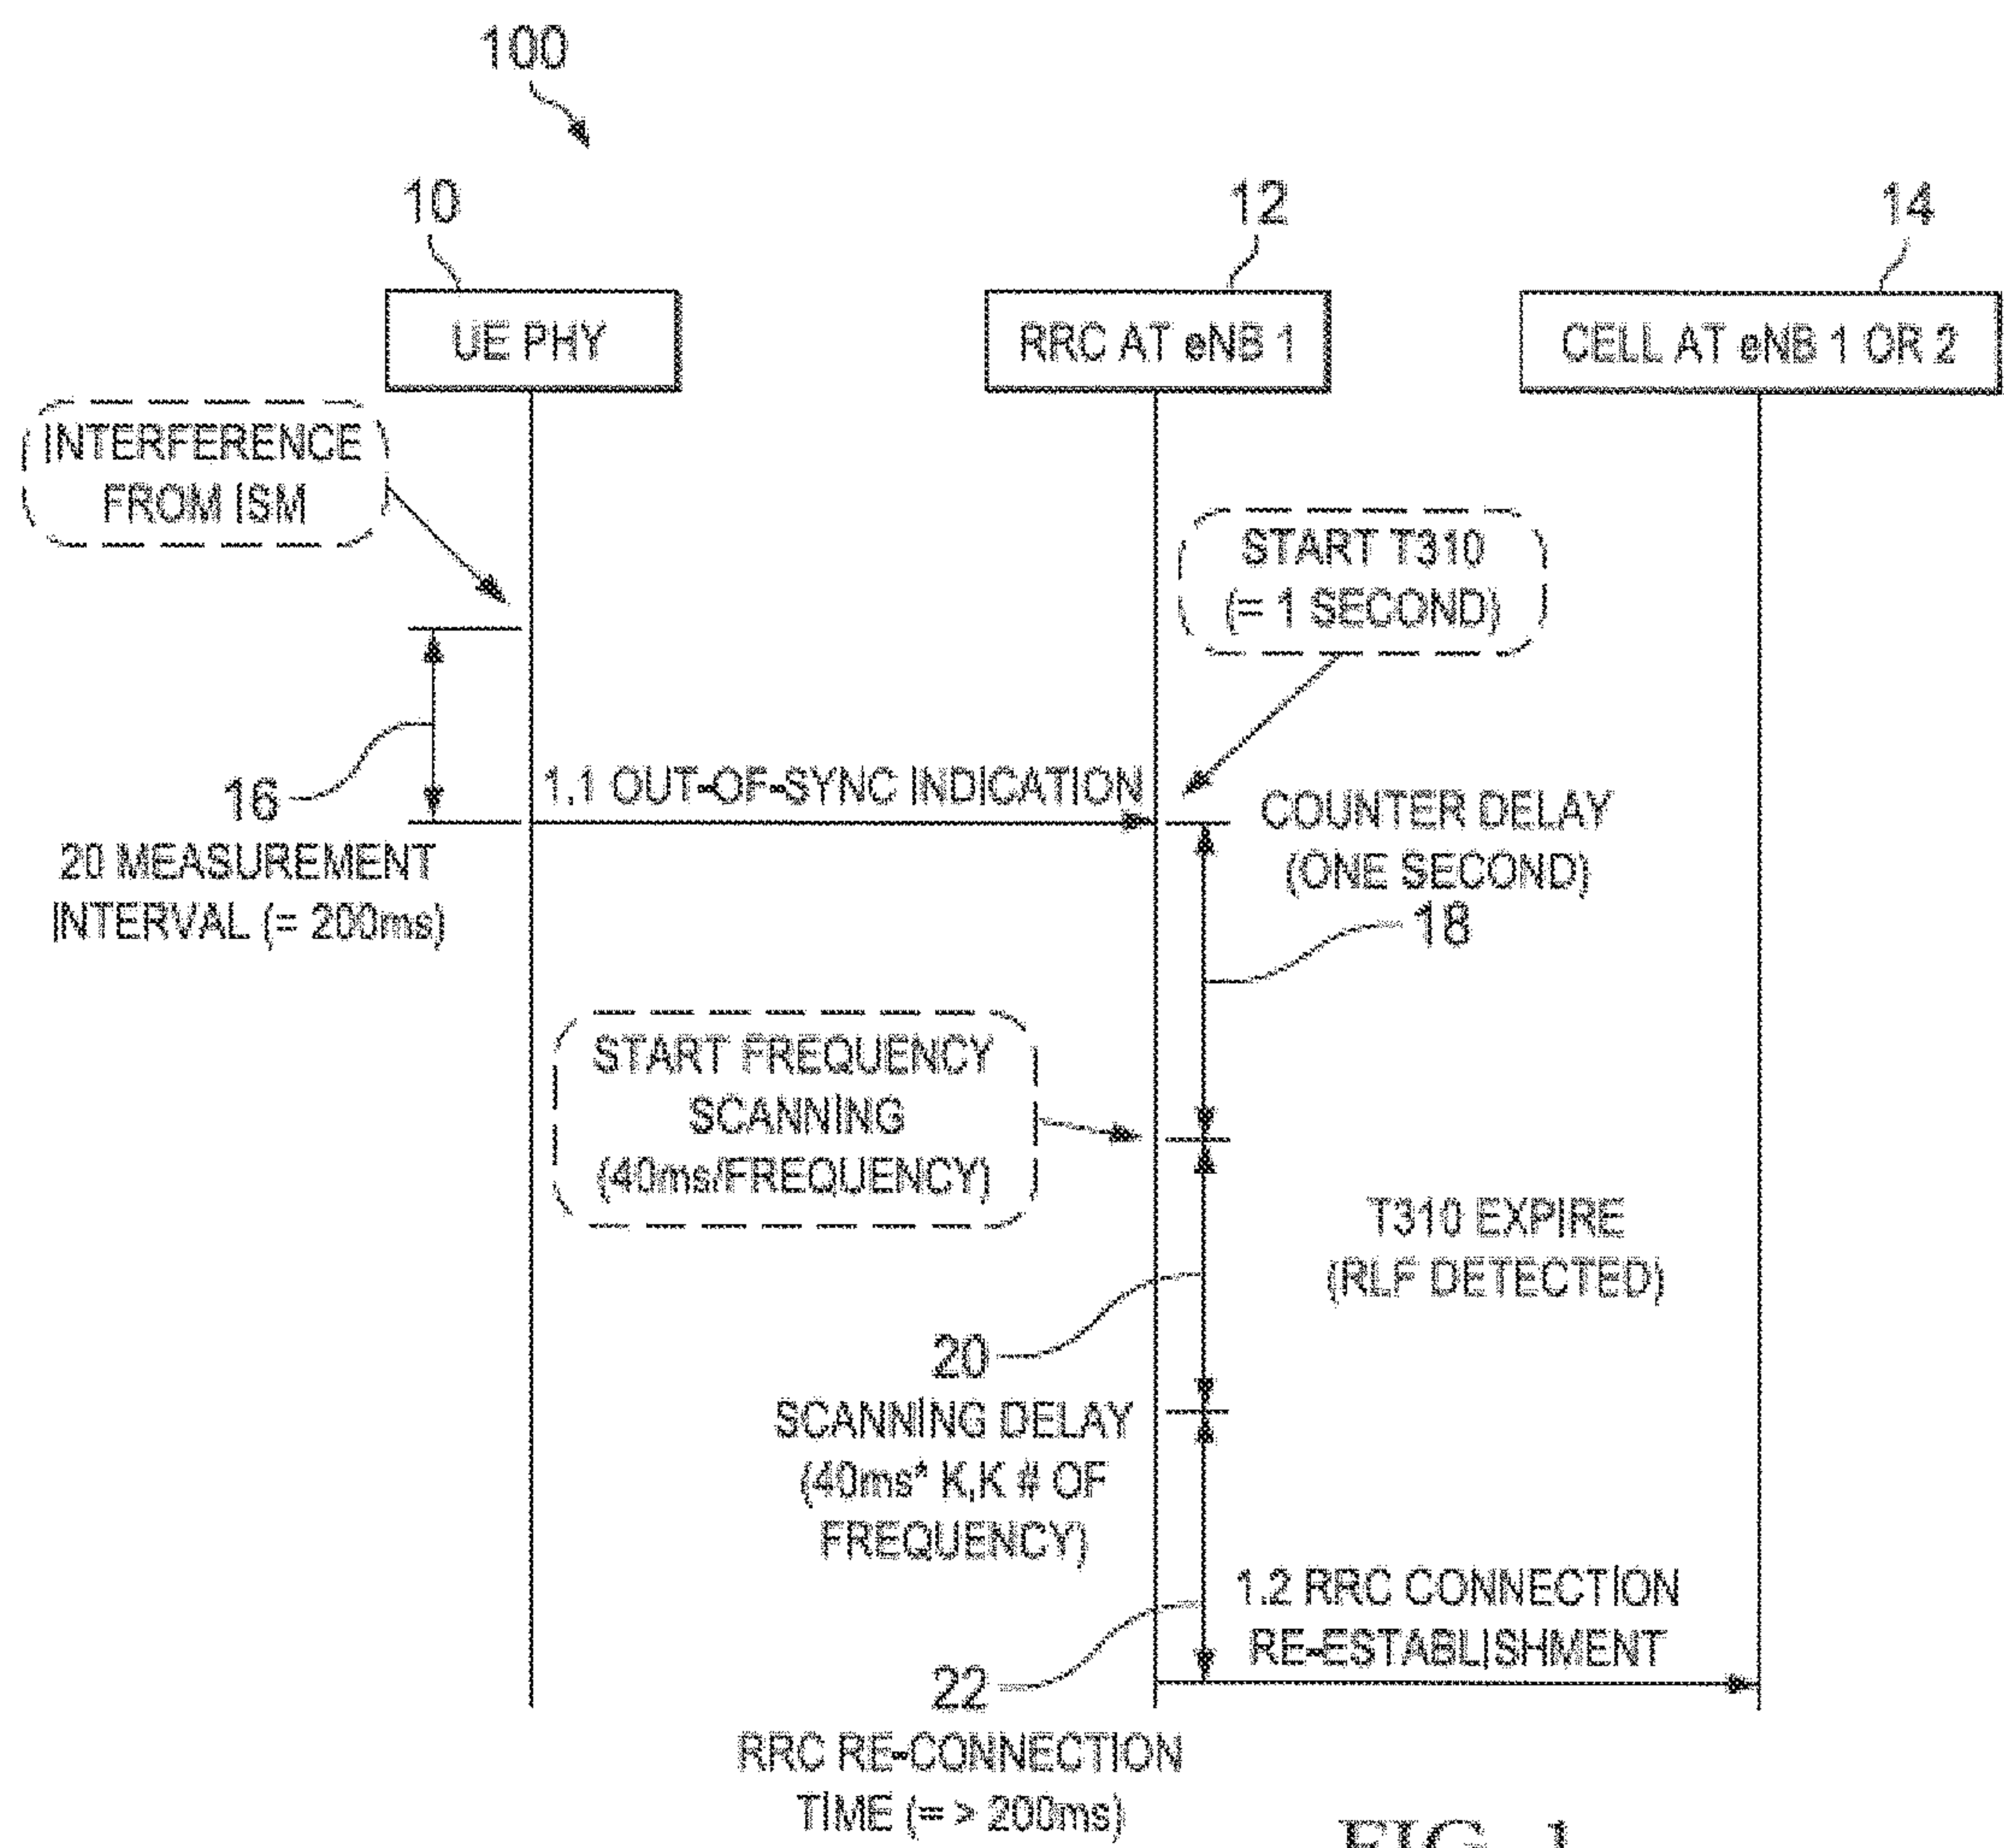 100
10
12
14
UE PHY
RRC AT eNB 1
CELL AT eNB 1 OR 2
INTERFERENCE
FROM ISM
START T310
(= 1 SECOND)
16
20 MEASUREMENT
INTERVAL (= 200ms)
1.1 OUT-OF-SYNC INDICATION
COUNTER DELAY
(ONE SECOND)
18
START FREQUENCY
SCANNING
(40ms/FREQUENCY)
T310 EXPIRE
(RLF DETECTED)
20
SCANNING DELAY
(40ms* K,K # OF
FREQUENCY)
1.2 RRC CONNECTION
RE-ESTABLISHMENT
22
RRC RE-CONNECTION
TIME (= > 200ms)
FIG. 1